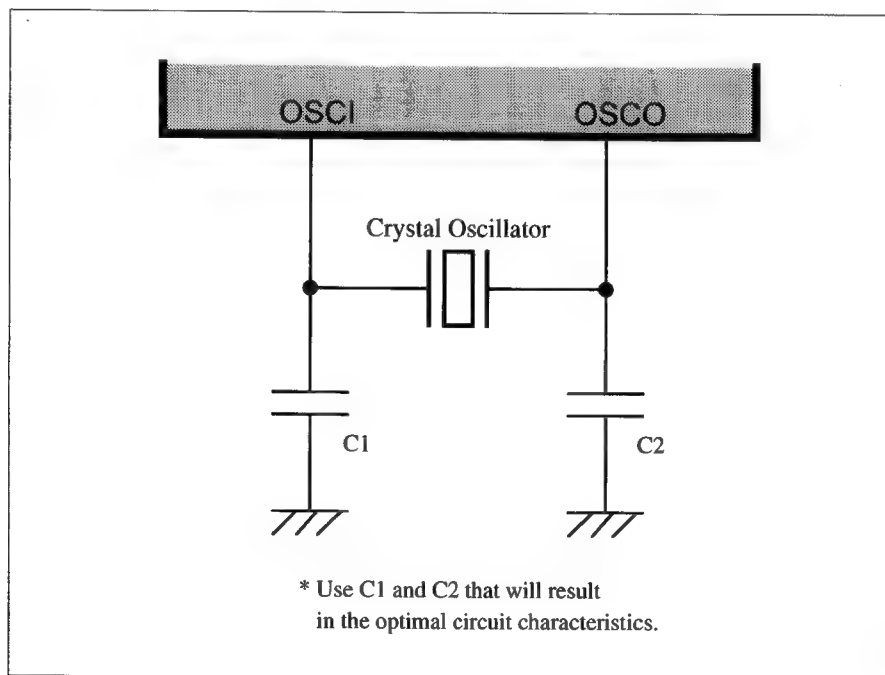 OSCI OSCO
Crystal Oscillator
C1 C2
* Use C1 and C2 that will result
in the optimal circuit characteristics.